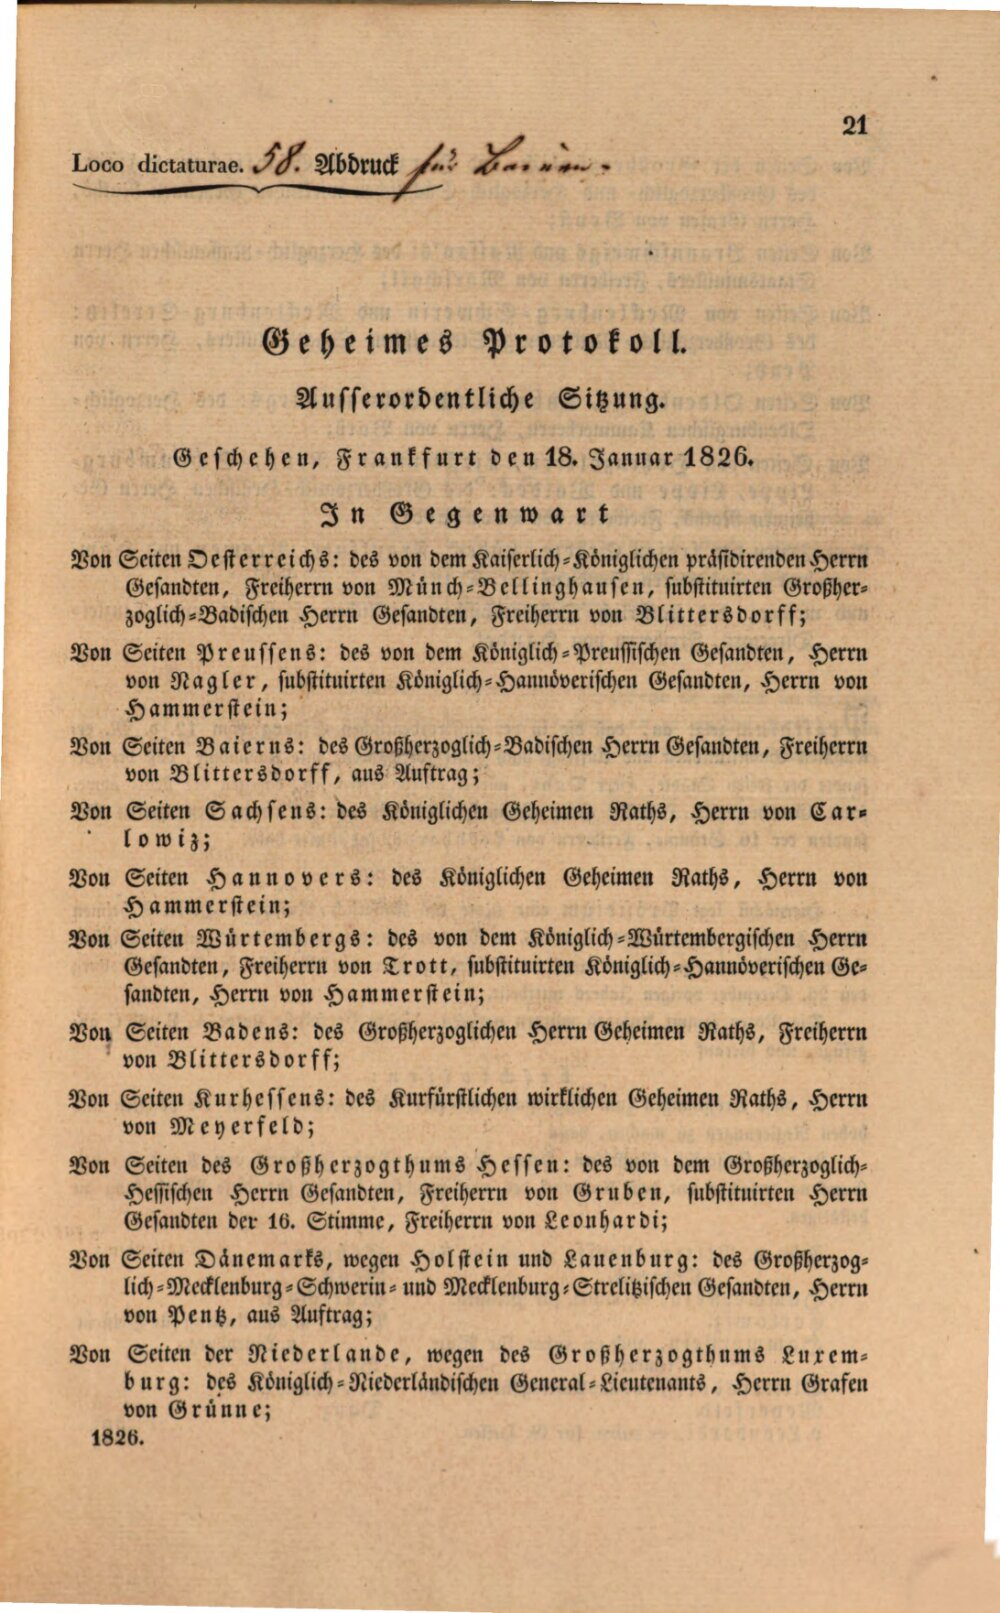 21
Loco dictaturae. 58. Abdruck für Baiern.
Geheimes Protokoll.
Ausserordentliche Sitzung.
Geschehen, Frankfurt den 18. Januar 1826.
In Gegenwart
Von Seiten Oesterreichs: des von dem Kaiserlich-Königlichen präsidirenden Herrn
Gesandten, Freiherrn von Münch-Bellinghausen, substituirten Großher-
zoglich-Badischen Herrn Gesandten, Freiherrn von Blittersdorff;
Von Seiten Preussens: des von dem Königlich-Preussischen Gesandten, Herrn
von Nagler, substituirten Königlich-Hannöverischen Gesandten, Herrn von
Hammerstein;
Von Seiten Baierns: des Großherzoglich-Badischen Herrn Gesandten, Freiherrn
von Blittersdorff, aus Auftrag;
Von Seiten Sachsens: des Königlichen Geheimen Raths, Herrn von Car-
lowiz;
Von Seiten Hannovers: des Königlichen Geheimen Raths, Herrn von
Hammerstein;
Von Seiten Würtembergs: des von dem Königlich-Würtembergischen Herrn
Gesandten, Freiherrn von Trott, substituirten Königlich-Hannöverischen Ge-
sandten, Herrn von Hammerstein;
Von Seiten Badens: des Großherzoglichen Herrn Geheimen Raths, Freiherrn
von Blittersdorff;
Von Seiten Kurhessens: des Kurfürstlichen wirklichen Geheimen Raths, Herrn
von Meyerfeld;
Von Seiten des Großherzogthums Hessen: des von dem Großherzoglich-
Hessischen Herrn Gesandten, Freiherrn von Gruben, substituirten Herrn
Gesandten der 16. Stimme, Freiherrn von Leonhardi;
Von Seiten Dänemarks, wegen Holstein und Lauenburg: des Großherzog-
lich-Mecklenburg-Schwerin- und Mecklenburg-Strelitzischen Gesandten, Herrn
von Pentz, aus Auftrag;
Von Seiten der Niederlande, wegen des Großherzogthums Luxem-
burg: des Königlich-Niederländischen General-Lieutenants, Herrn Grafen
von Grünne;
1826.